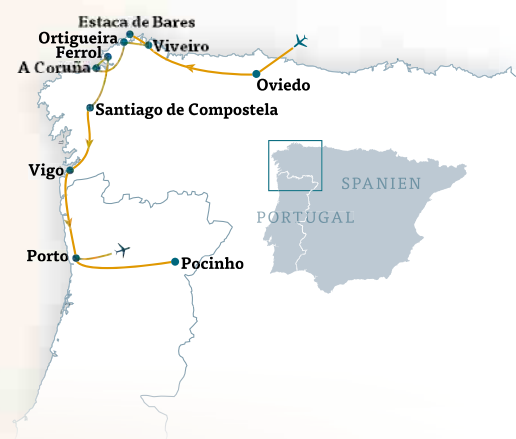 Estaca de Bares
Ortigueira
Viveiro
Ferrol
A Coruña
Oviedo
Santiago de Compostela
Vigo
SPANIEN
PORTUGAL
Porto
Pocinho